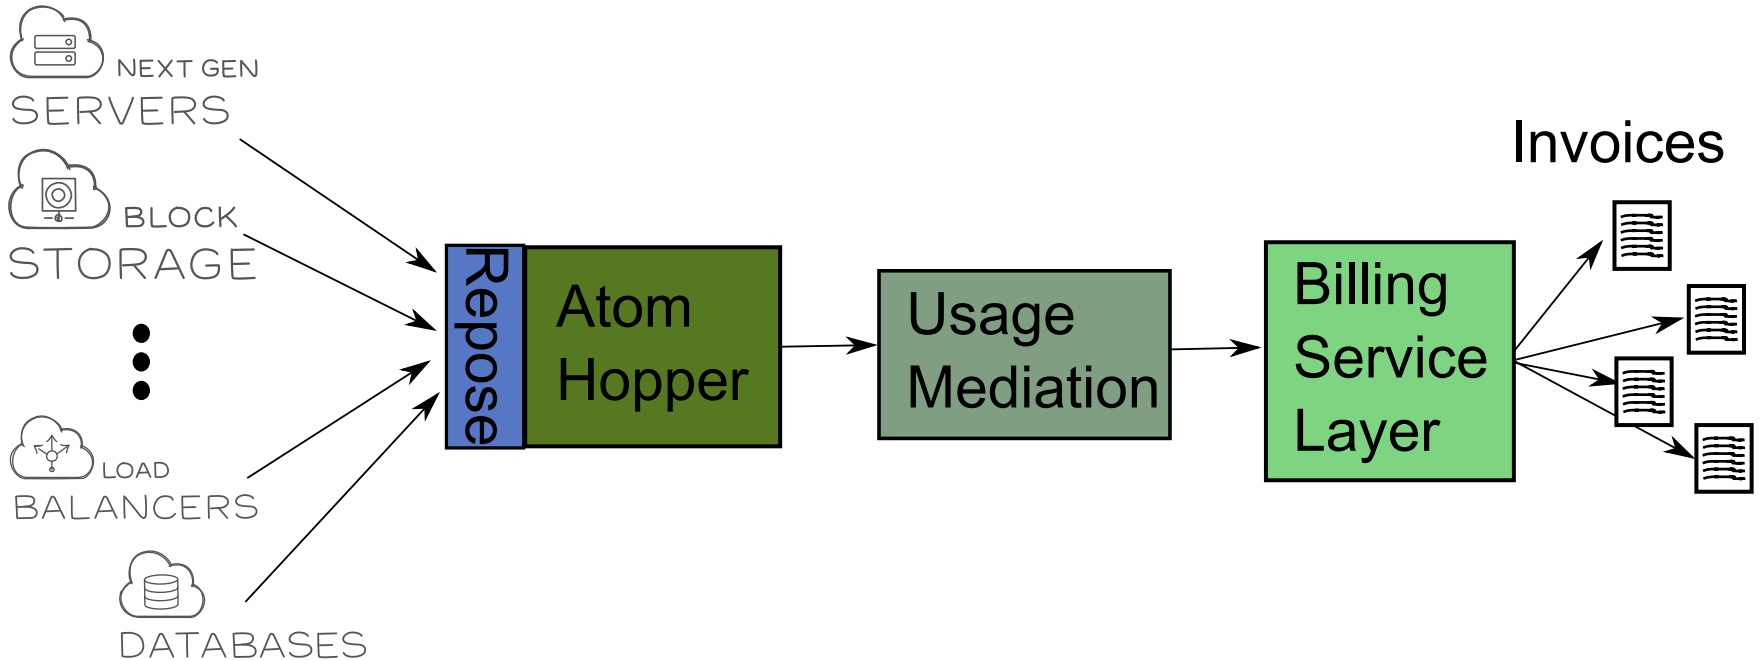 NEXT GEN
SERVERS
BLOCK
STORAGE
LOAD
BALANCERS
DATABASES
Repose
Atom
Hopper
Usage
Mediation
Billing
Service
Layer
Invoices